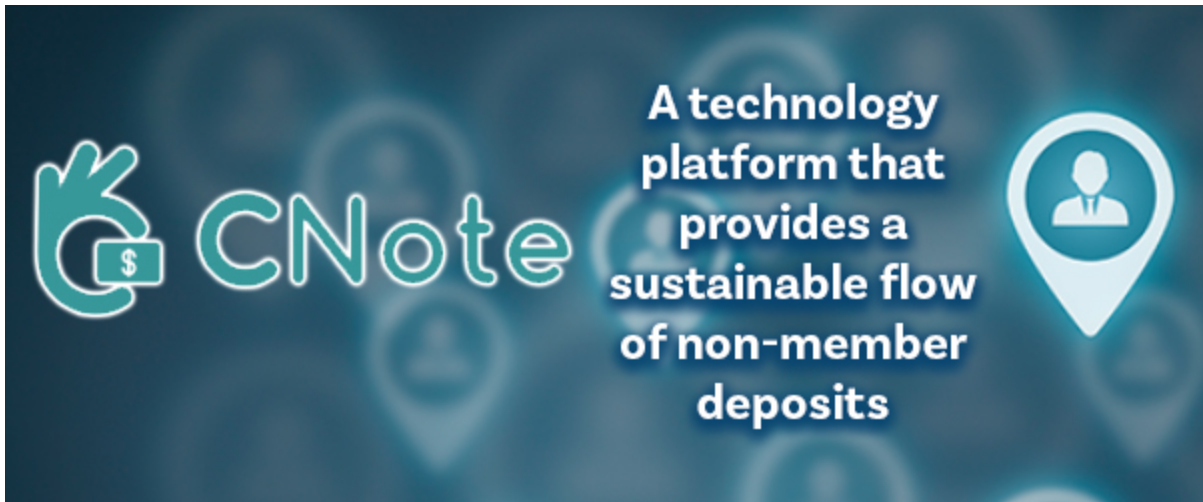 $
CNote
A technology
platform that
provides a
sustainable flow
of non-member
deposits